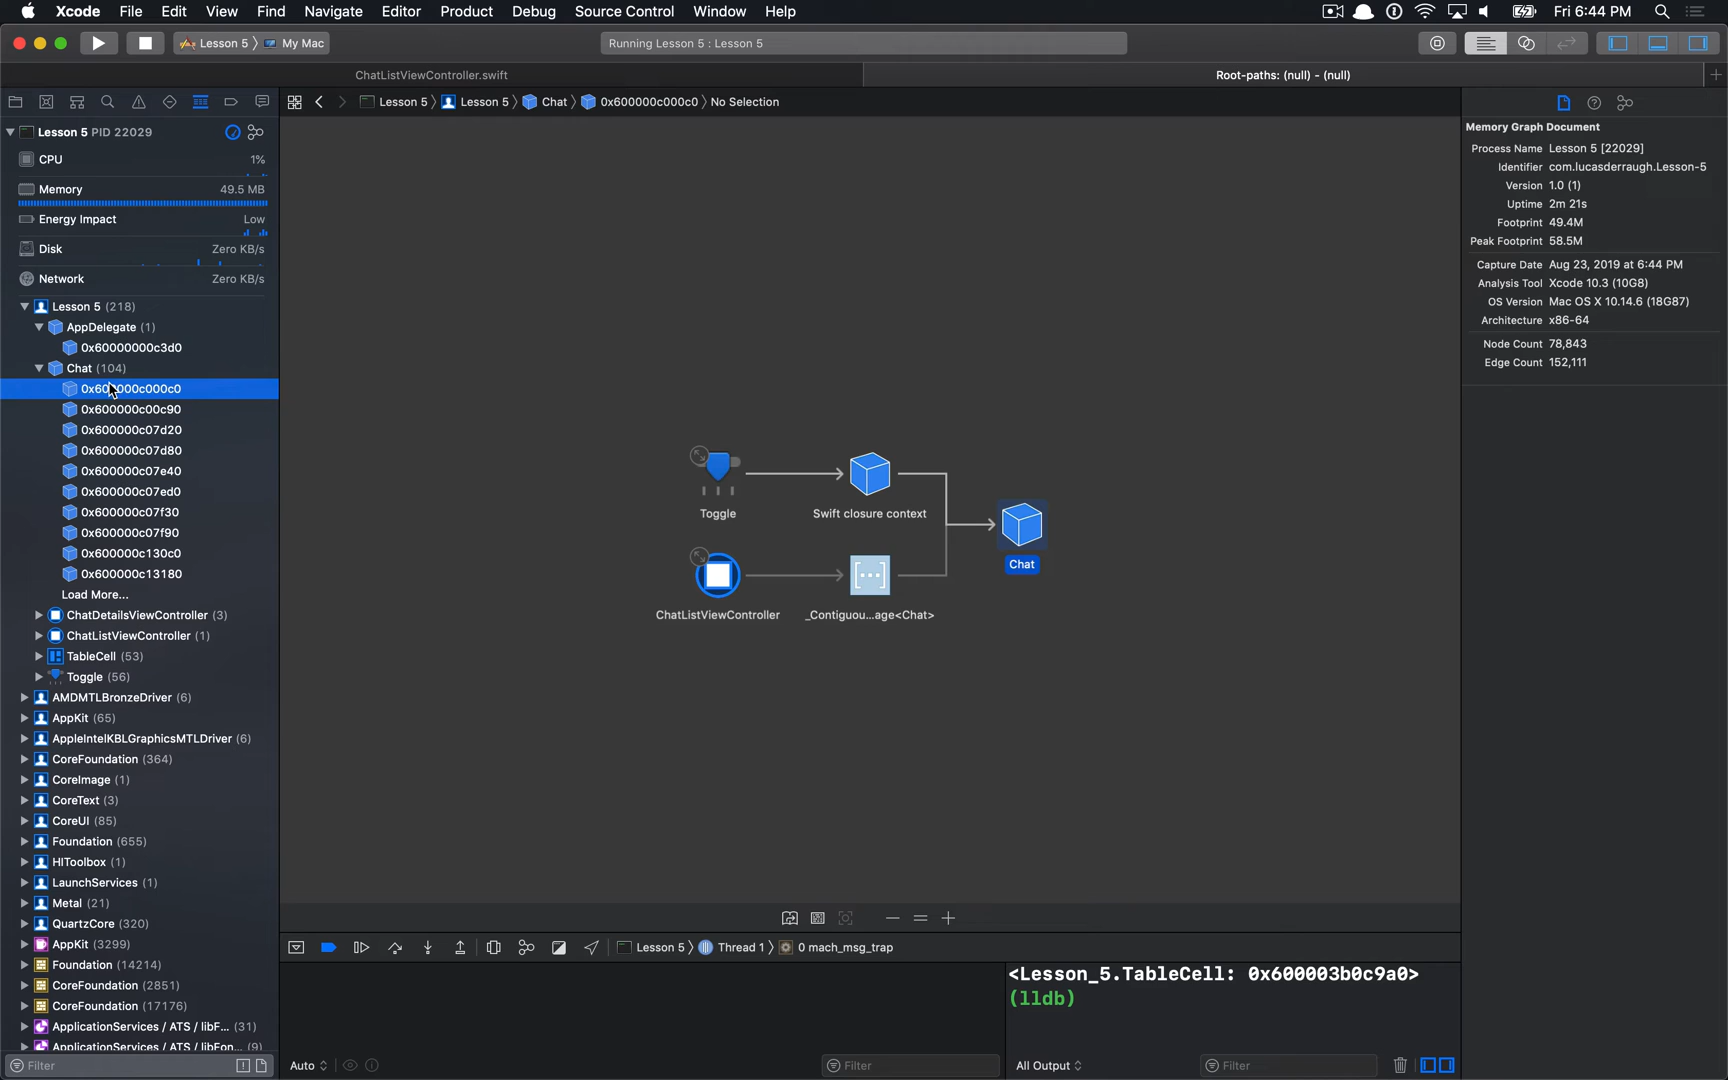 Xcode File Edit View Find Navigate Editor Product Debug Source Control Window Help
Fri 6:44 PM
Lesson 5 My Mac
Running Lesson 5 : Lesson 5
ChatListViewController.swift
Root-paths: (null) - (null)
Lesson 5 Lesson 5 Chat 0x600000c000c0 No Selection
Lesson 5 PID 22029
CPU 1%
Memory 49.5 MB
Energy Impact Low
Disk Zero KB/s
Network Zero KB/s
Lesson 5 (218)
AppDelegate (1)
0x60000000c3d0
Chat (104)
0x600000c000c0
0x600000c00c90
0x600000c07d20
0x600000c07d80
0x600000c07e40
0x600000c07ed0
0x600000c07f30
0x600000c07f90
0x600000c130c0
0x600000c13180
Load More...
ChatDetailsViewController (3)
ChatListViewController (1)
TableCell (53)
Toggle (56)
AMDMTLBronzeDriver (6)
AppKit (65)
AppleIntelKBLGraphicsMTLDriver (6)
CoreFoundation (364)
CoreImage (1)
CoreText (3)
CoreUI (85)
Foundation (655)
HIToolbox (1)
LaunchServices (1)
Metal (21)
QuartzCore (320)
AppKit (3299)
Foundation (14214)
CoreFoundation (2851)
CoreFoundation (17176)
ApplicationServices / ATS / libF... (31)
ApplicationServices / ATS / libFon... (9)
Filter
Toggle
Swift closure context
Chat
ChatListViewController
_Contiguou...age<Chat>
Lesson 5 Thread 1 0 mach_msg_trap
<Lesson_5.TableCell: 0x600003b0c9a0>
(lldb)
Auto
Filter
All Output
Filter
Memory Graph Document
Process Name Lesson 5 [22029]
Identifier com.lucasderraugh.Lesson-5
Version 1.0 (1)
Uptime 2m 21s
Footprint 49.4M
Peak Footprint 58.5M
Capture Date Aug 23, 2019 at 6:44 PM
Analysis Tool Xcode 10.3 (10G8)
OS Version Mac OS X 10.14.6 (18G87)
Architecture x86-64
Node Count 78,843
Edge Count 152,111